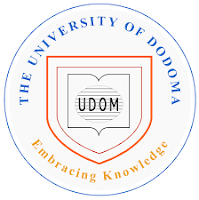 THE UNIVERSITY OF DODOMA
UDOM
Embracing Knowledge